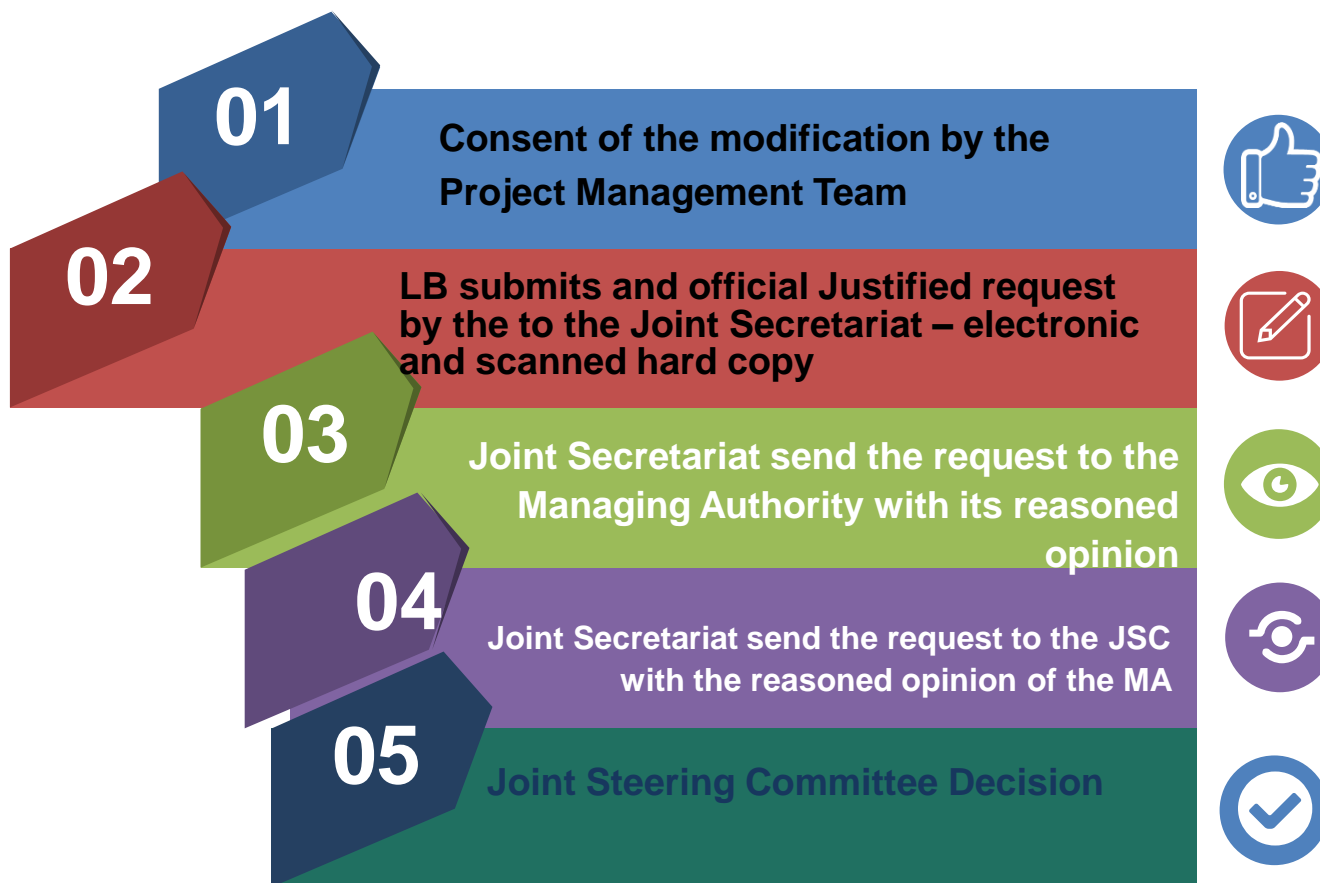 01
Consent of the modification by the
Project Management Team
02
LB submits and official Justified request
by the to the Joint Secretariat – electronic
and scanned hard copy
03
Joint Secretariat send the request to the
Managing Authority with its reasoned
opinion
04
Joint Secretariat send the request to the JSC
with the reasoned opinion of the MA
05
Joint Steering Committee Decision